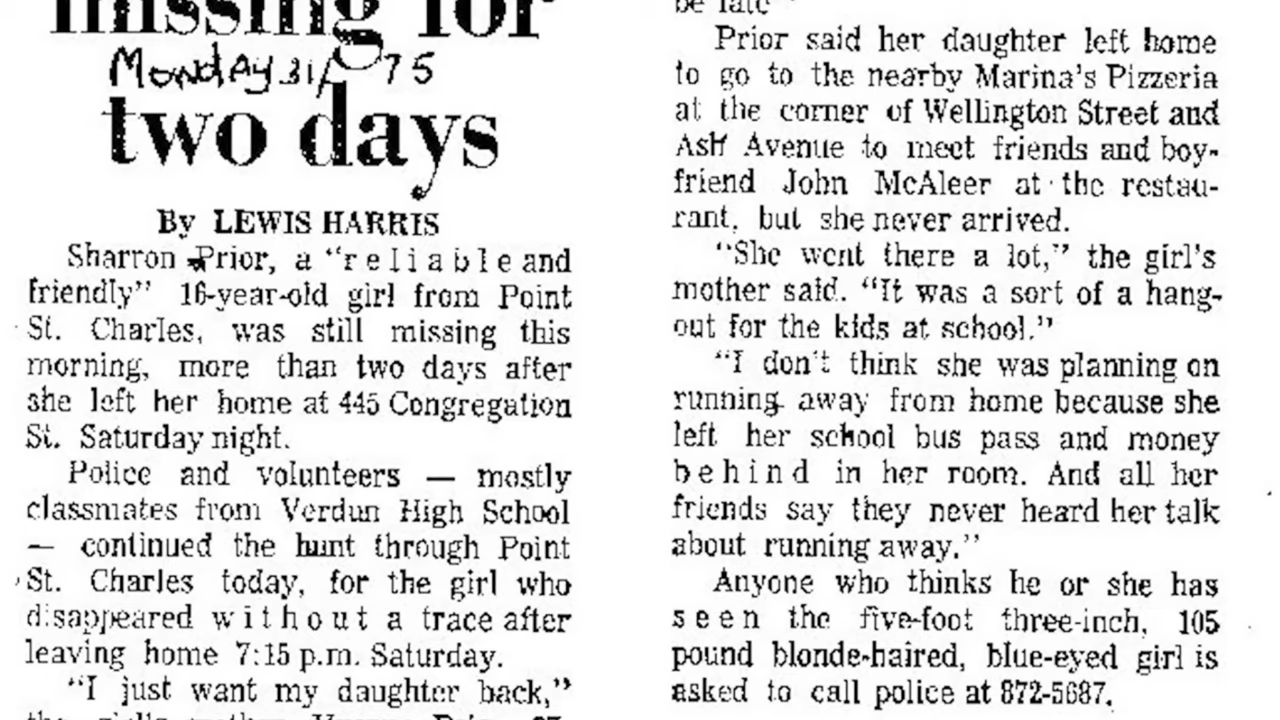 missing for
Monday 31/ 75
two days
By LEWIS HARRIS
Sharron Prior, a "reliable and
friendly" 16-year-old girl from Point
St. Charles, was still missing this
morning, more than two days after
she left her home at 445 Congregation
St. Saturday night.
Police and volunteers — mostly
classmates from Verdun High School
— continued the hunt through Point
St. Charles today, for the girl who
disappeared without a trace after
leaving home 7:15 p.m. Saturday.
"I just want my daughter back,"
be late"
Prior said her daughter left home
to go to the nearby Marina's Pizzeria
at the corner of Wellington Street and
Ash Avenue to meet friends and boy-
friend John McAleer at the restau-
rant, but she never arrived.
"She went there a lot," the girl's
mother said. "It was a sort of a hang-
out for the kids at school."
"I don't think she was planning on
running away from home because she
left her school bus pass and money
behind in her room. And all her
friends say they never heard her talk
about running away."
Anyone who thinks he or she has
seen the five-foot three-inch, 105
pound blonde-haired, blue-eyed girl is
asked to call police at 872-5687.